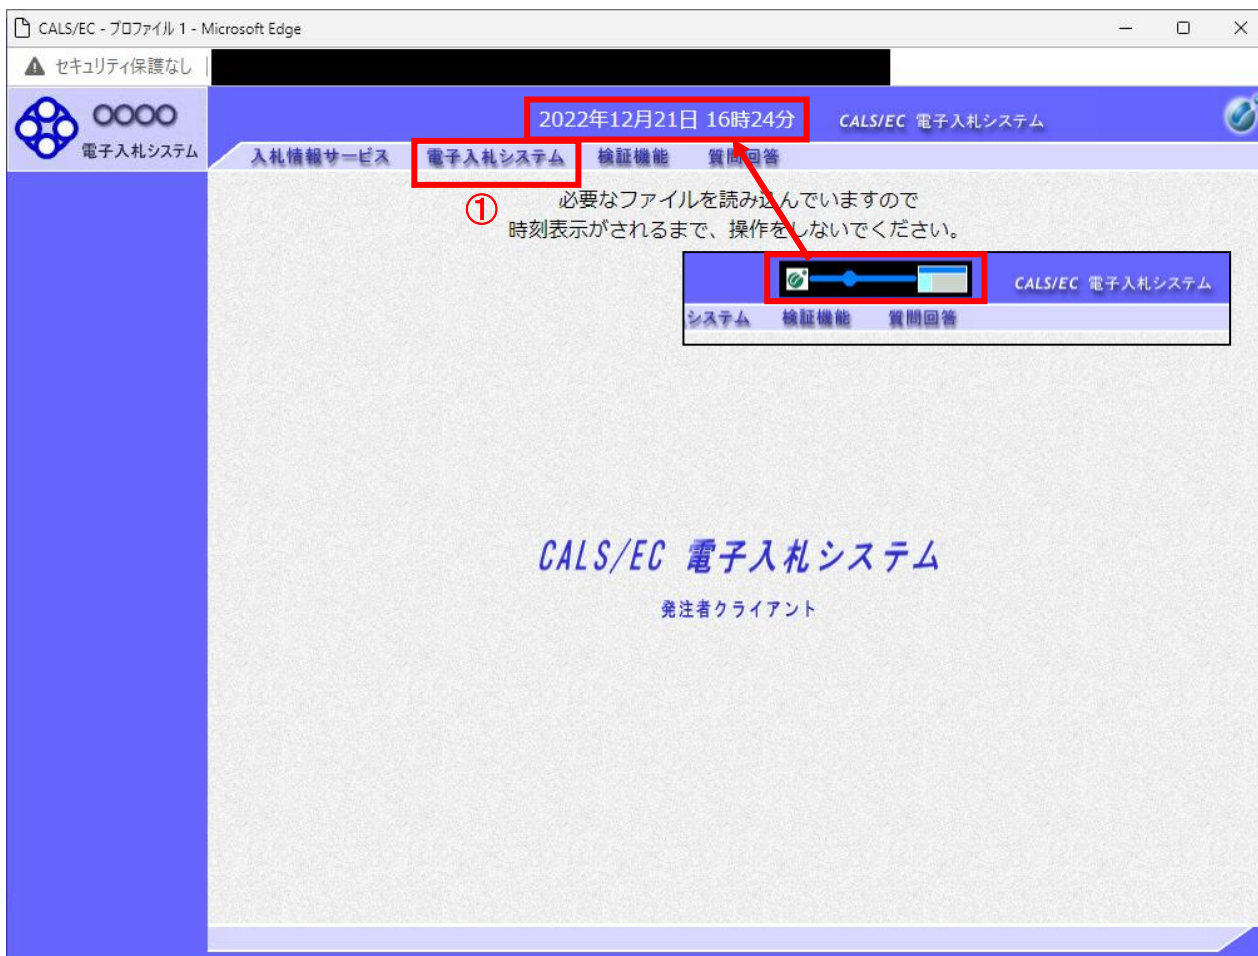 CALS/EC - プロファイル 1 - Microsoft Edge
セキュリティ保護なし
○○○○
電子入札システム
2022年12月21日 16時24分
CALS/EC 電子入札システム
入札情報サービス 電子入札システム 検証機能 質問回答
①
必要なファイルを読み込んでいますので
時刻表示がされるまで、操作をしないでください。
CALS/EC 電子入札システム
システム 検証機能 質問回答
CALS/EC 電子入札システム
発注者クライアント